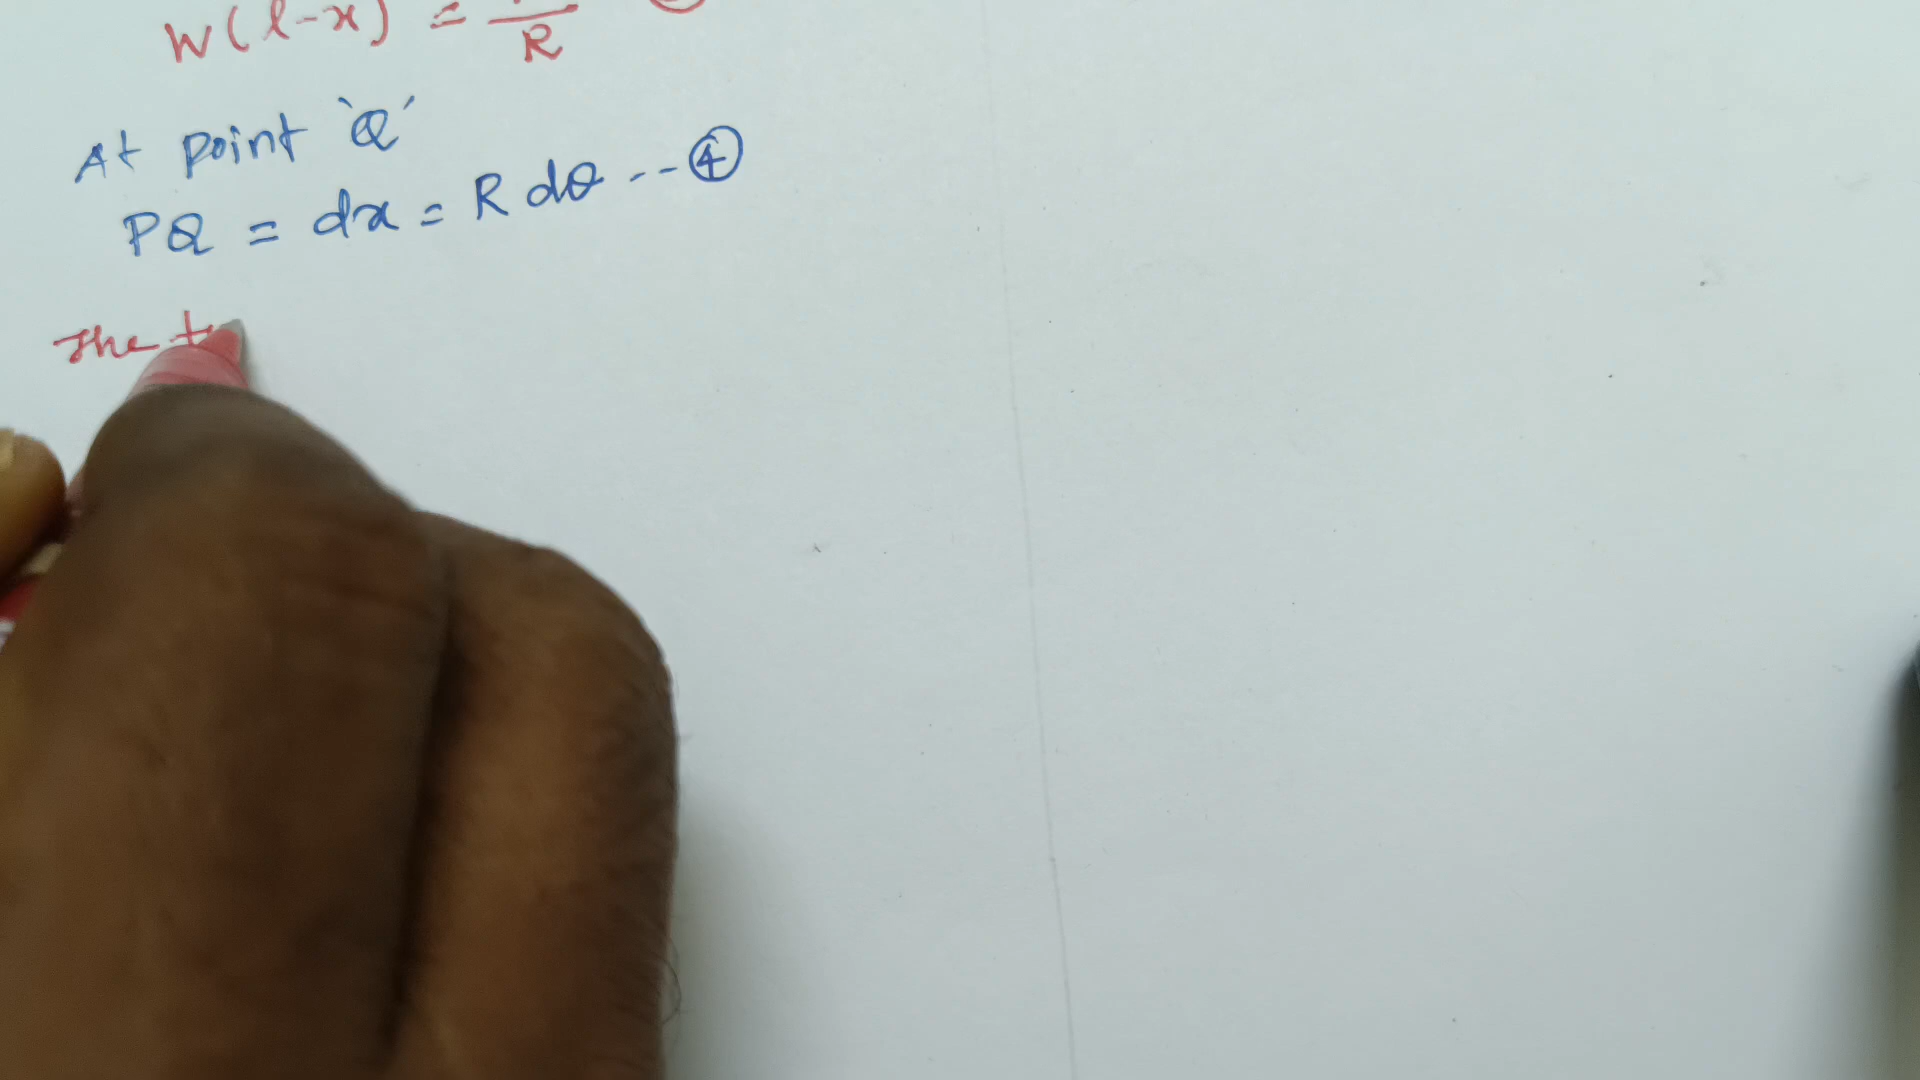 W(l-x) = /R
At point 'Q'
PQ = dx = R dθ -- ④
The